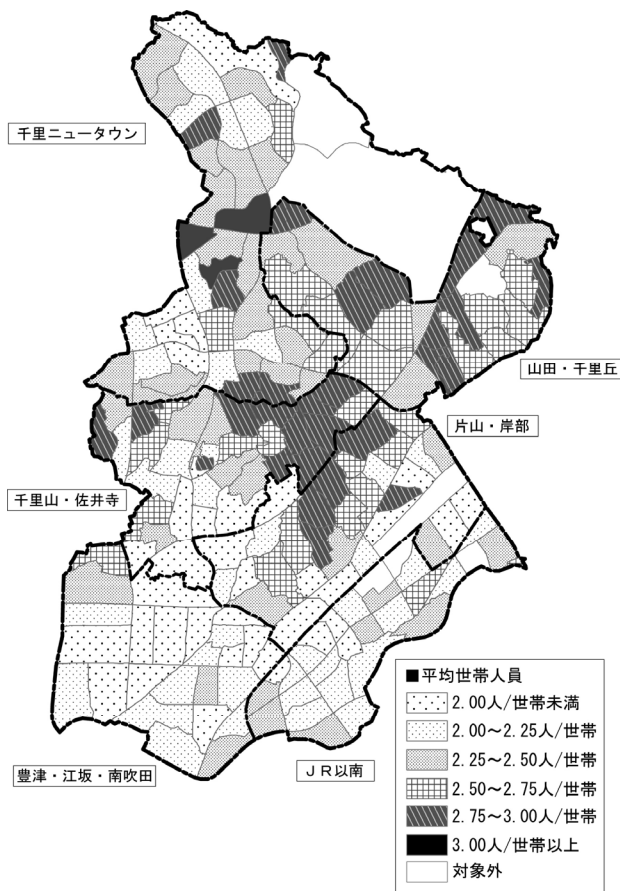 千里ニュータウン
山田・千里丘
片山・岸部
千里山・佐井寺
豊津・江坂・南吹田
ＪＲ以南
■平均世帯人員
2.00人/世帯未満
2.00～2.25人/世帯
2.25～2.50人/世帯
2.50～2.75人/世帯
2.75～3.00人/世帯
3.00人/世帯以上
対象外